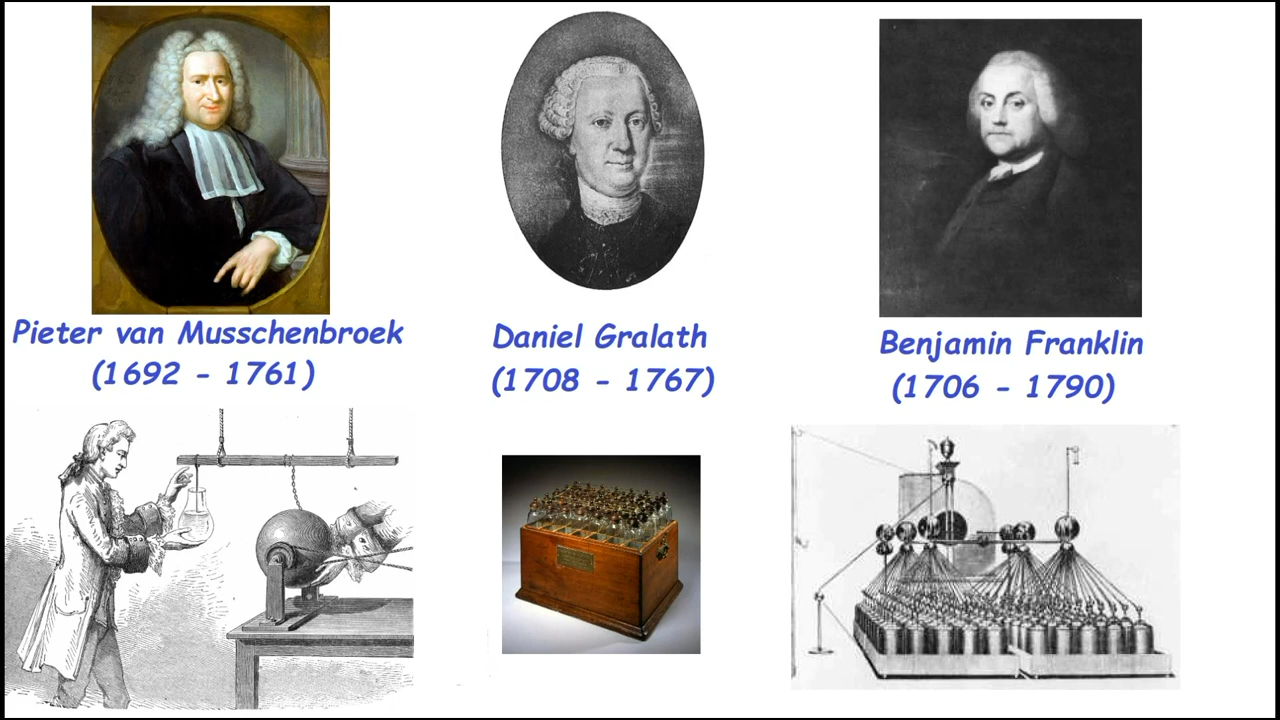 Pieter van Musschenbroek
(1692 - 1761)
Daniel Gralath
(1708 - 1767)
Benjamin Franklin
(1706 - 1790)